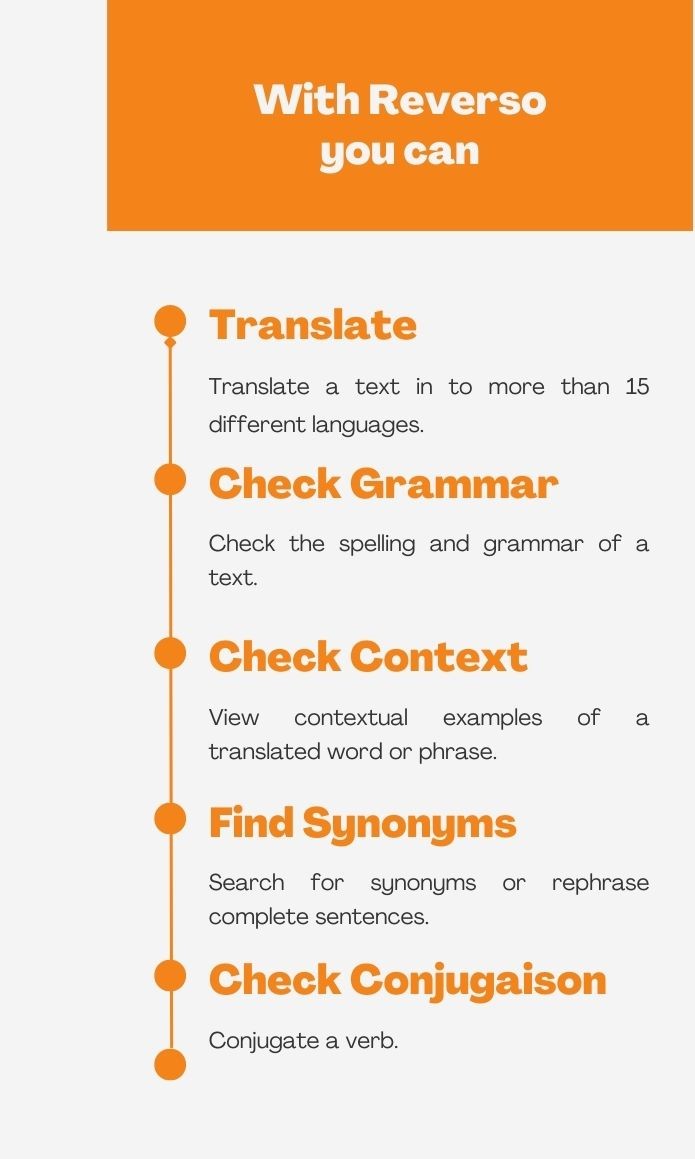 With Reverso
you can
Translate
Translate a text in to more than 15
different languages.
Check Grammar
Check the spelling and grammar of a
text.
Check Context
View contextual examples of a
translated word or phrase.
Find Synonyms
Search for synonyms or rephrase
complete sentences.
Check Conjugaison
Conjugate a verb.